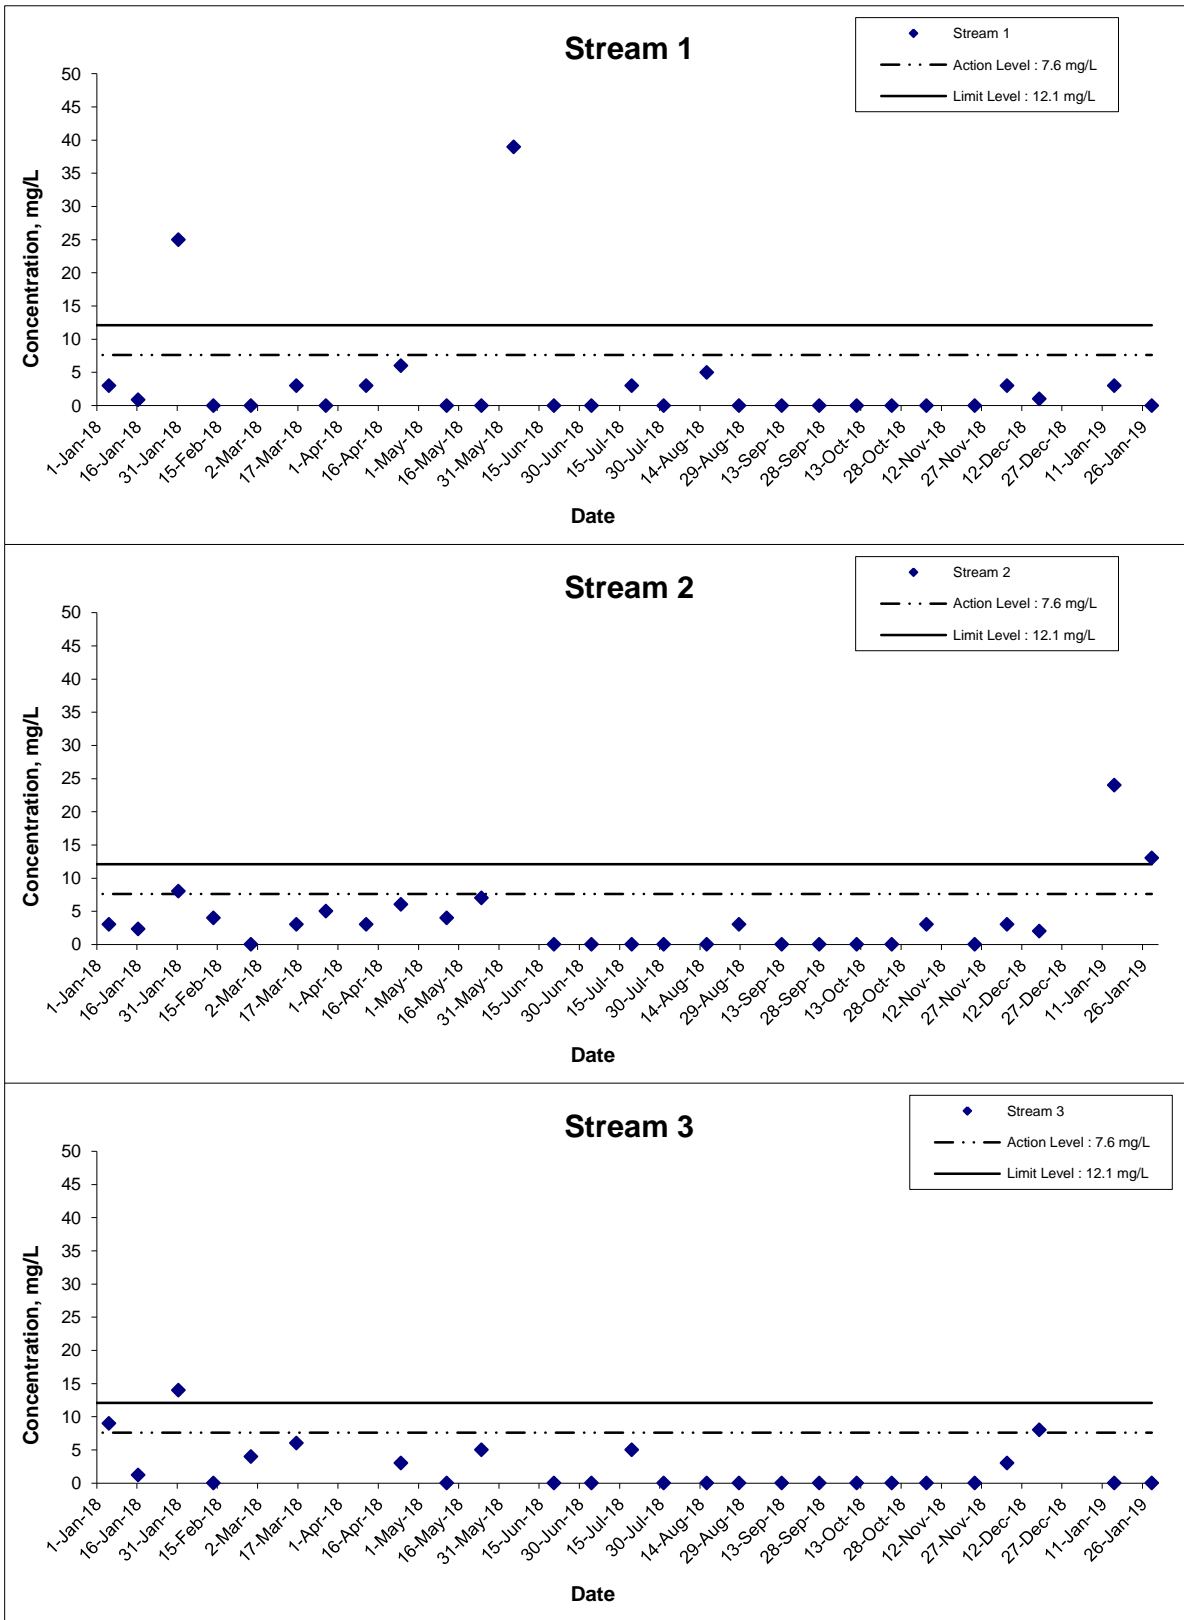 Stream 1
Stream 1
Action Level : 7.6 mg/L
Limit Level : 12.1 mg/L
Concentration, mg/L
50
45
40
35
30
25
20
15
10
5
0
1-Jan-18
16-Jan-18
31-Jan-18
15-Feb-18
2-Mar-18
17-Mar-18
1-Apr-18
16-Apr-18
1-May-18
16-May-18
31-May-18
15-Jun-18
30-Jun-18
15-Jul-18
30-Jul-18
14-Aug-18
29-Aug-18
13-Sep-18
28-Sep-18
13-Oct-18
28-Oct-18
12-Nov-18
27-Nov-18
12-Dec-18
27-Dec-18
11-Jan-19
26-Jan-19
Date
Stream 2
Stream 2
Action Level : 7.6 mg/L
Limit Level : 12.1 mg/L
Concentration, mg/L
50
45
40
35
30
25
20
15
10
5
0
1-Jan-18
16-Jan-18
31-Jan-18
15-Feb-18
2-Mar-18
17-Mar-18
1-Apr-18
16-Apr-18
1-May-18
16-May-18
31-May-18
15-Jun-18
30-Jun-18
15-Jul-18
30-Jul-18
14-Aug-18
29-Aug-18
13-Sep-18
28-Sep-18
13-Oct-18
28-Oct-18
12-Nov-18
27-Nov-18
12-Dec-18
27-Dec-18
11-Jan-19
26-Jan-19
Date
Stream 3
Stream 3
Action Level : 7.6 mg/L
Limit Level : 12.1 mg/L
Concentration, mg/L
50
45
40
35
30
25
20
15
10
5
0
1-Jan-18
16-Jan-18
31-Jan-18
15-Feb-18
2-Mar-18
17-Mar-18
1-Apr-18
16-Apr-18
1-May-18
16-May-18
31-May-18
15-Jun-18
30-Jun-18
15-Jul-18
30-Jul-18
14-Aug-18
29-Aug-18
13-Sep-18
28-Sep-18
13-Oct-18
28-Oct-18
12-Nov-18
27-Nov-18
12-Dec-18
27-Dec-18
11-Jan-19
26-Jan-19
Date